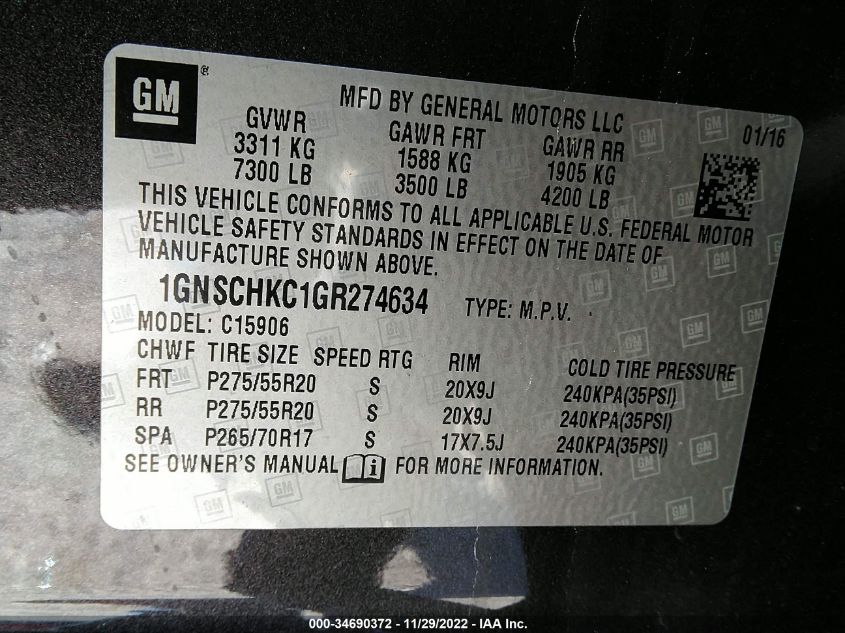 GM®
MFD BY GENERAL MOTORS LLC
01/16
GVWR GAWR FRT GAWR RR
3311 KG 1588 KG 1905 KG
7300 LB 3500 LB 4200 LB
THIS VEHICLE CONFORMS TO ALL APPLICABLE U.S. FEDERAL MOTOR
VEHICLE SAFETY STANDARDS IN EFFECT ON THE DATE OF
MANUFACTURE SHOWN ABOVE.
1GNSCHKC1GR274634 TYPE: M.P.V.
MODEL: C15906
CHWF TIRE SIZE SPEED RTG RIM COLD TIRE PRESSURE
FRT P275/55R20 S 20X9J 240KPA(35PSI)
RR P275/55R20 S 20X9J 240KPA(35PSI)
SPA P265/70R17 S 17X7.5J 240KPA(35PSI)
SEE OWNER'S MANUAL i FOR MORE INFORMATION.
000-34690372 - 11/29/2022 - IAA Inc.